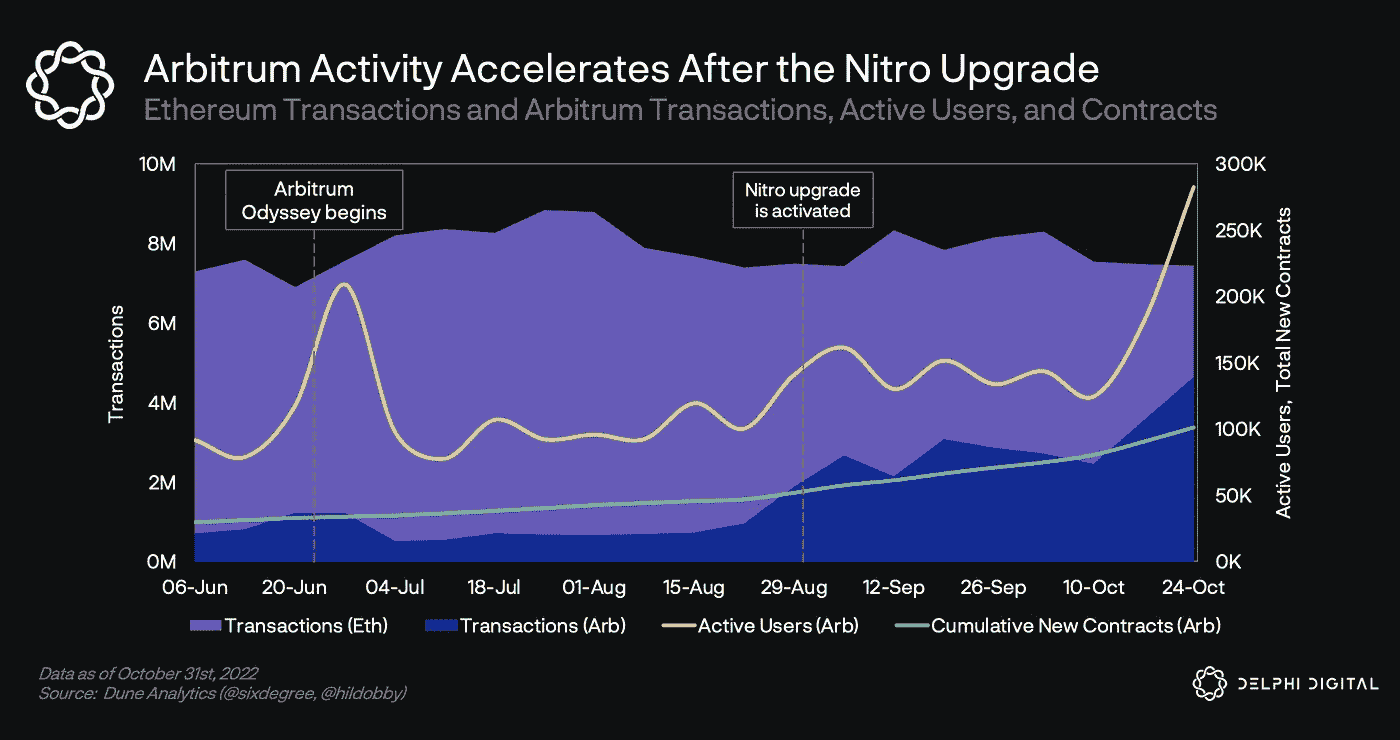 Arbitrum Activity Accelerates After the Nitro Upgrade
Ethereum Transactions and Arbitrum Transactions, Active Users, and Contracts
10M
8M
6M
4M
2M
0M
Transactions
Arbitrum
Odyssey begins
Nitro upgrade
is activated
300K
250K
200K
150K
100K
50K
0K
Active Users, Total New Contracts
06-Jun 20-Jun 04-Jul 18-Jul 01-Aug 15-Aug 29-Aug 12-Sep 26-Sep 10-Oct 24-Oct
Transactions (Eth) Transactions (Arb) Active Users (Arb) Cumulative New Contracts (Arb)
Data as of October 31st, 2022
Source: Dune Analytics (@sixdegree, @hildobby)
DELPHI DIGITAL